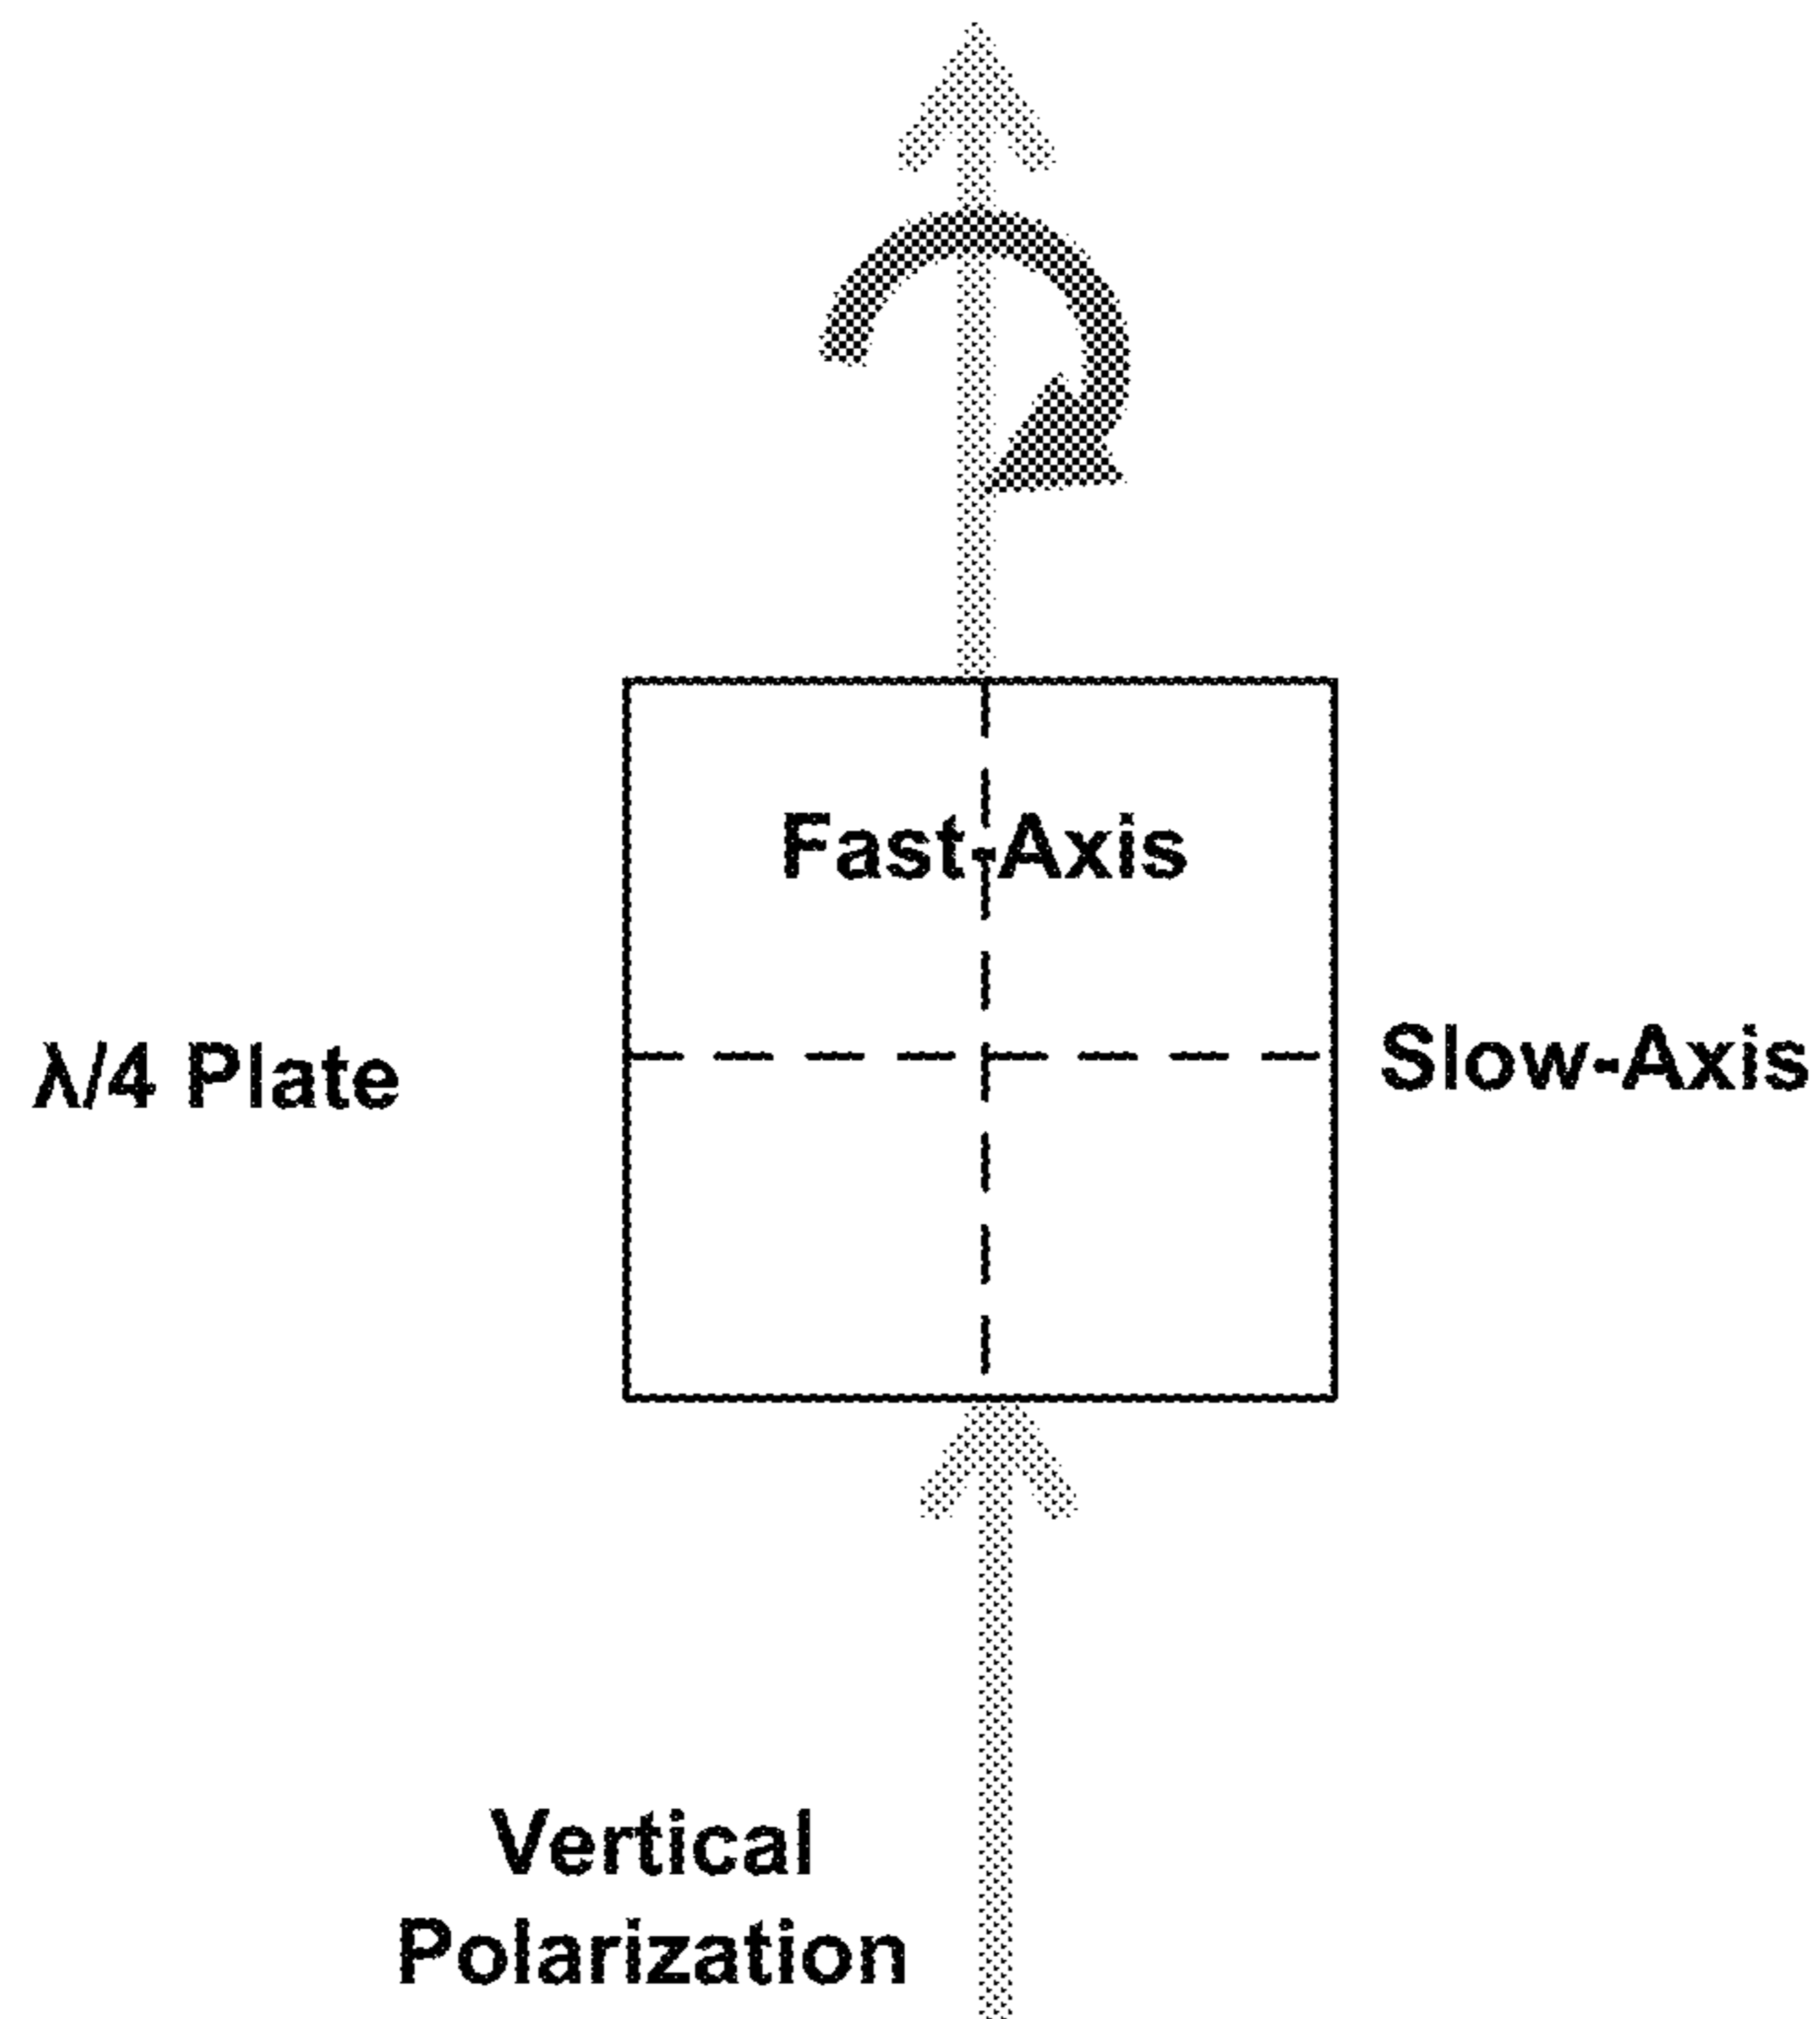 Fast-Axis
λ/4 Plate
Slow-Axis
Vertical
Polarization